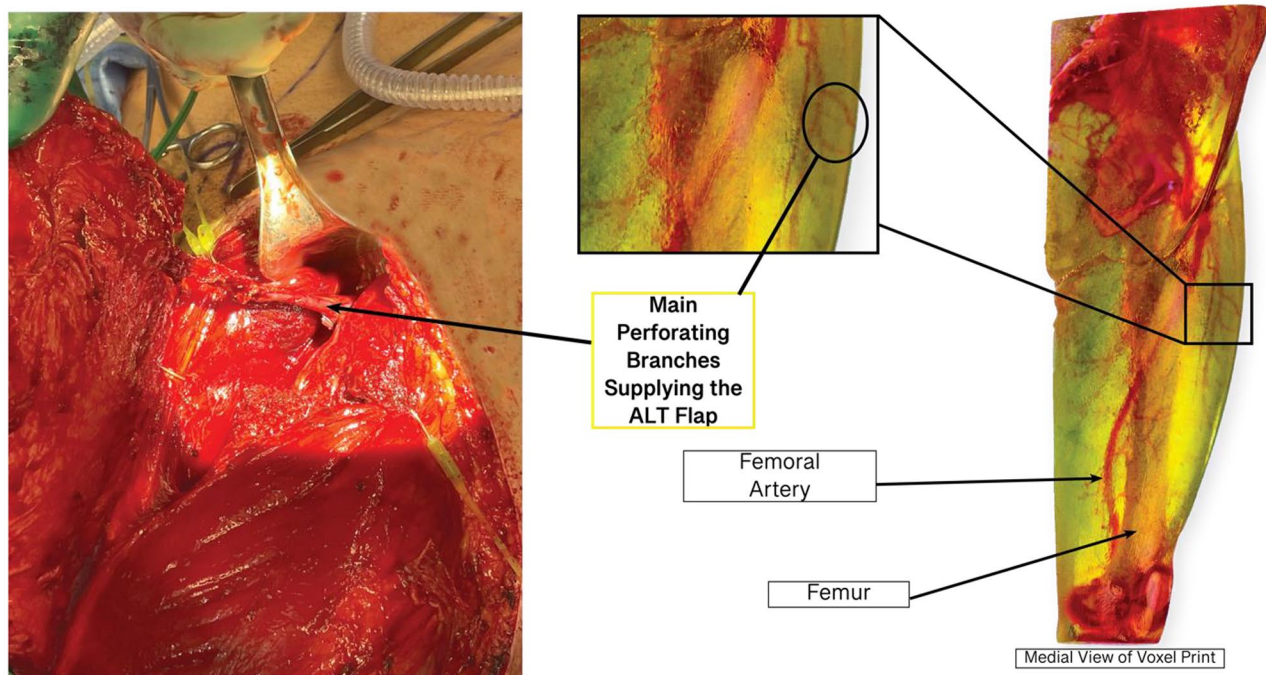 Main
Perforating
Branches
Supplying the
ALT Flap
Femoral
Artery
Femur
Medial View of Voxel Print